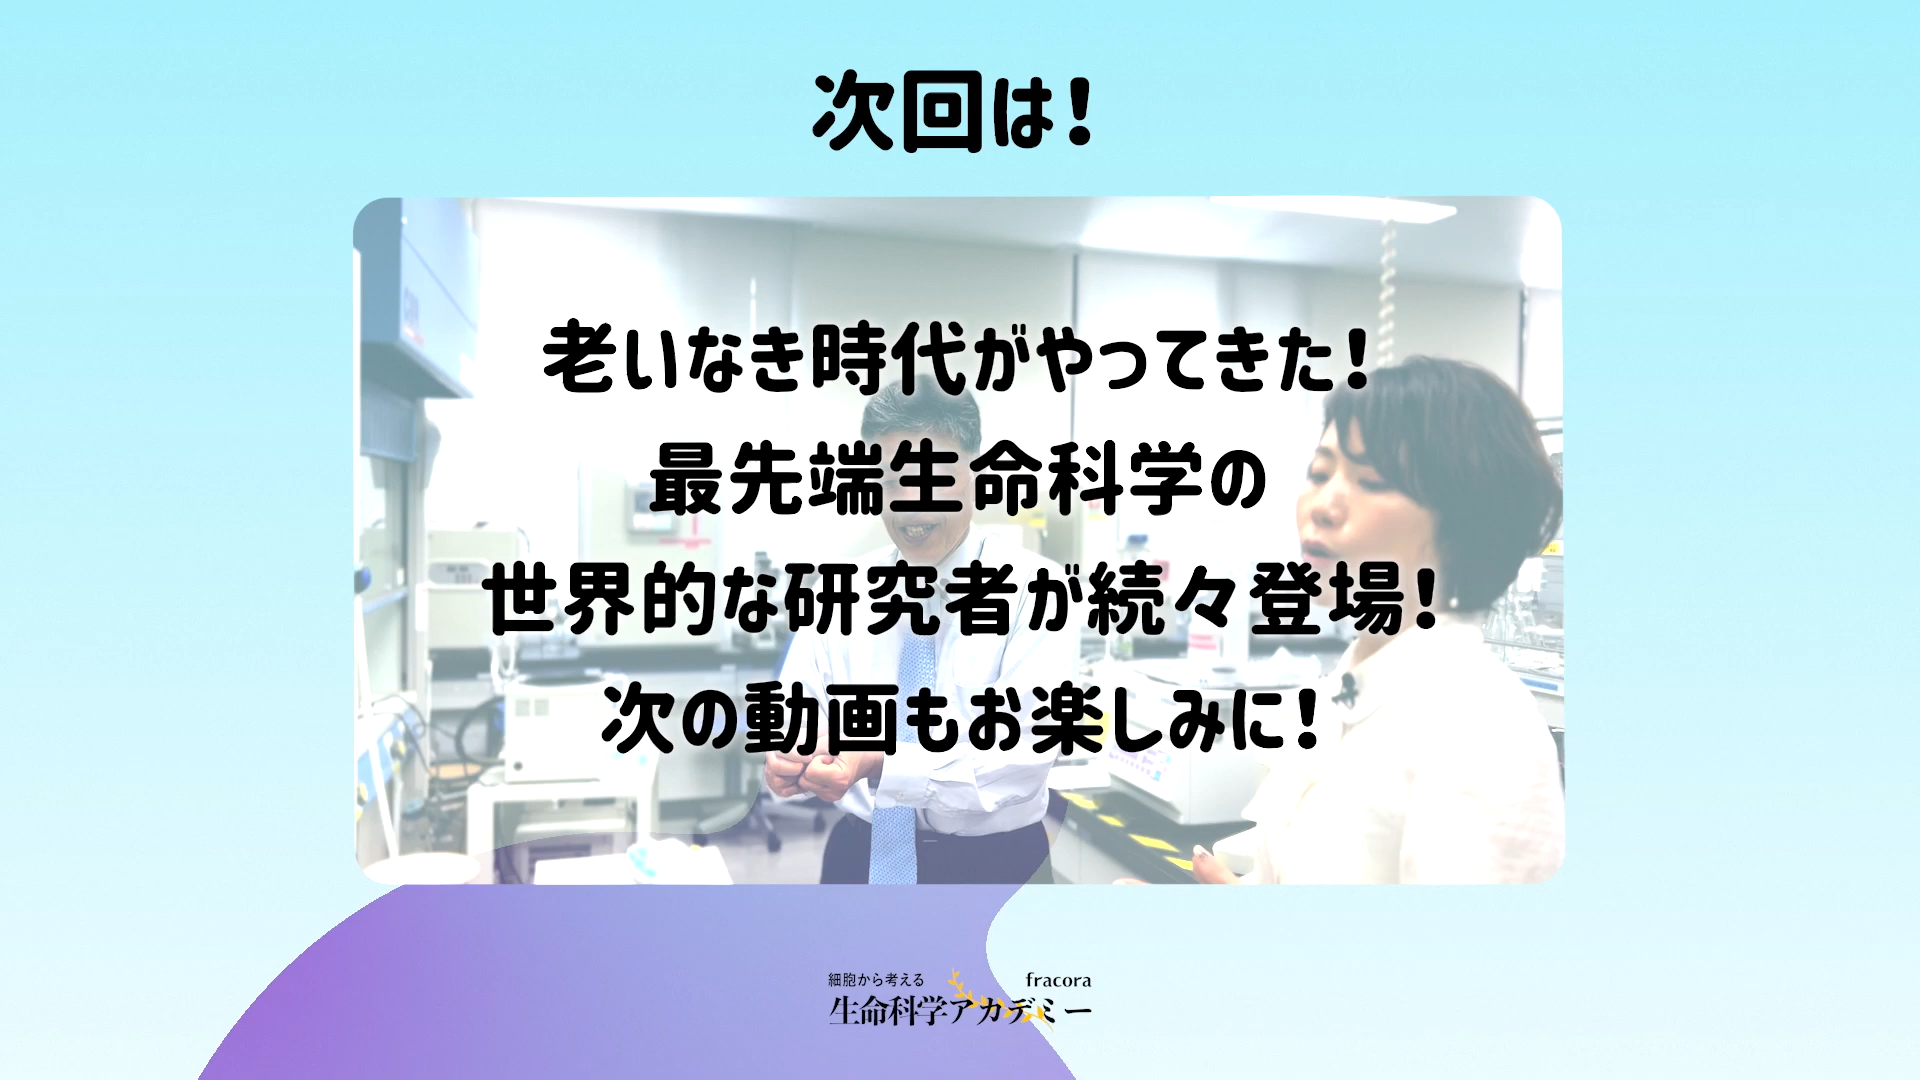 次回は！
老いなき時代がやってきた！
最先端生命科学の
世界的な研究者が続々登場！
次の動画もお楽しみに！
細胞から考える
fracora
生命科学アカデミー